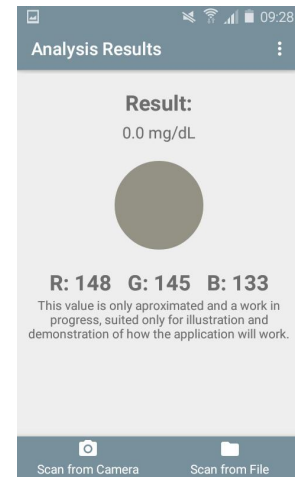 09:28
Analysis Results
Result:
0.0 mg/dL
R: 148 G: 145 B: 133
This value is only aproximated and a work in
progress, suited only for illustration and
demonstration of how the application will work.
Scan from Camera Scan from File